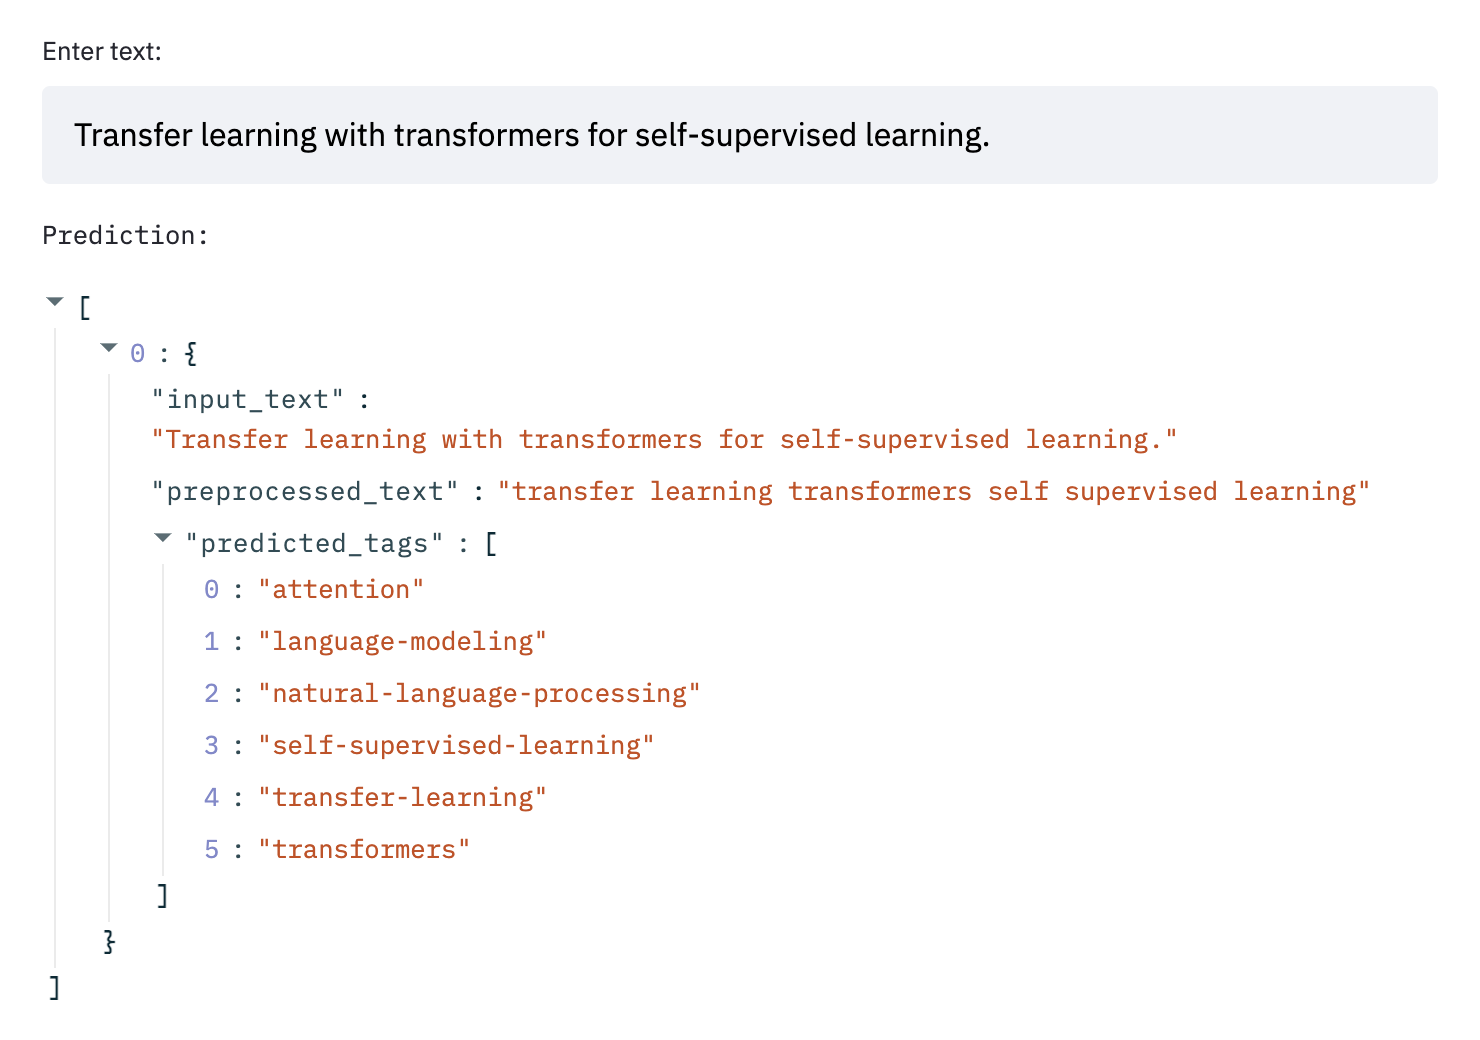 Enter text:
Transfer learning with transformers for self-supervised learning.
Prediction:
[
0 : {
"input_text" :
"Transfer learning with transformers for self-supervised learning."
"preprocessed_text" : "transfer learning transformers self supervised learning"
"predicted_tags" : [
0 : "attention"
1 : "language-modeling"
2 : "natural-language-processing"
3 : "self-supervised-learning"
4 : "transfer-learning"
5 : "transformers"
]
}
]